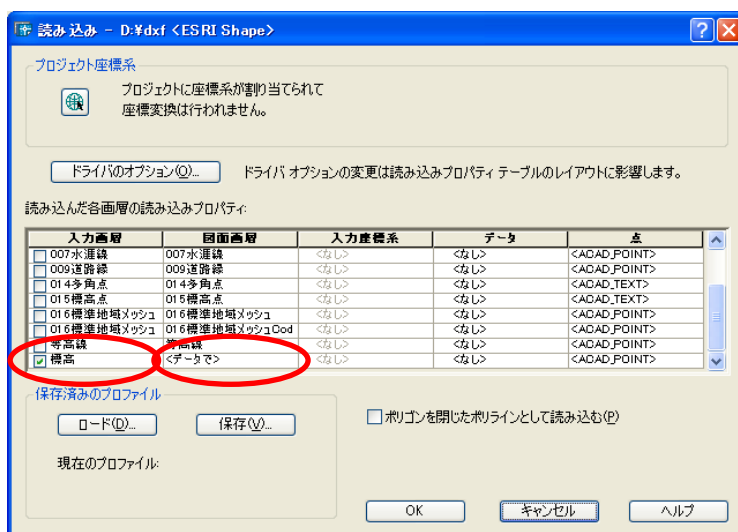 読み込み - D:¥dxf <ESRI Shape>
プロジェクト座標系
プロジェクトに座標系が割り当てられて
座標変換は行われません。
ドライバのオプション(O)... ドライバ オプションの変更は読み込みプロパティ テーブルのレイアウトに影響します。
読み込んだ各画層の読み込みプロパティ:
入力画層 図面画層 入力座標系 データ 点
007水涯線 007水涯線 <なし> <なし> <ACAD_POINT>
009道路縁 009道路縁 <なし> <なし> <ACAD_POINT>
014多角点 014多角点 <なし> <なし> <ACAD_TEXT>
015標高点 015標高点 <なし> <なし> <ACAD_TEXT>
016標準地域メッシュ 016標準地域メッシュ <なし> <なし> <ACAD_POINT>
016標準地域メッシュ 016標準地域メッシュCod <なし> <なし> <ACAD_POINT>
等高線 等高線 <なし> <なし> <ACAD_POINT>
標高 <データで> <なし> <なし> <ACAD_POINT>
保存済みのプロファイル
ロード(D)... 保存(V)...
ポリゴンを閉じたポリラインとして読み込む(P)
現在のプロファイル:
OK キャンセル ヘルプ